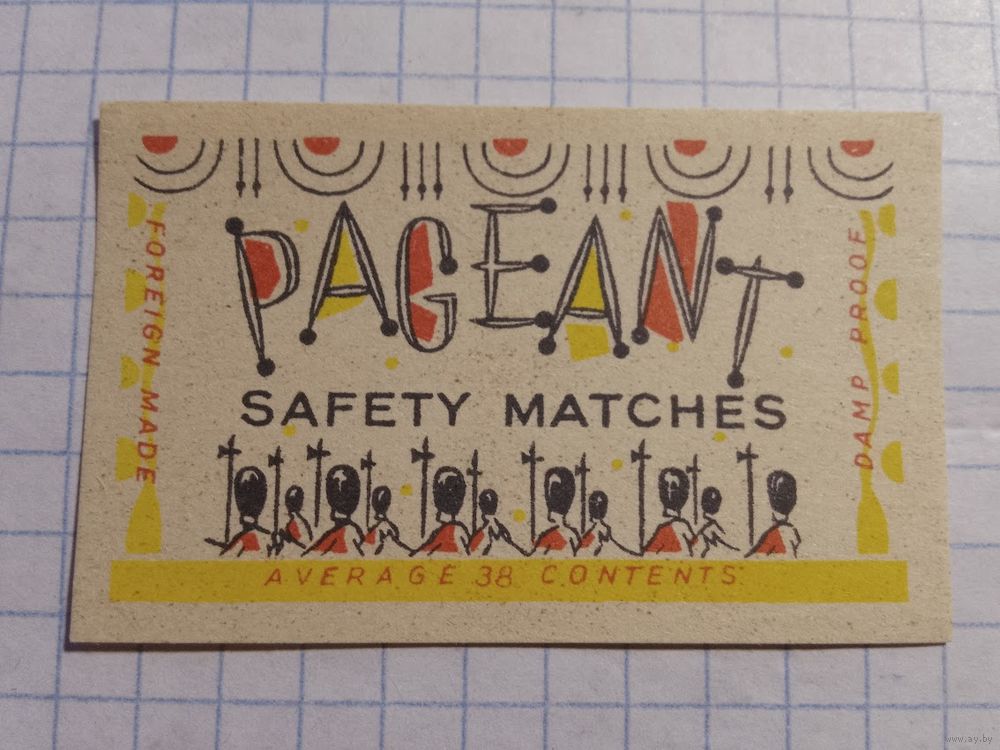 PAGEANT
SAFETY MATCHES
FOREIGN MADE
DAMP PROOF
AVERAGE 38 CONTENTS
www.ay.by